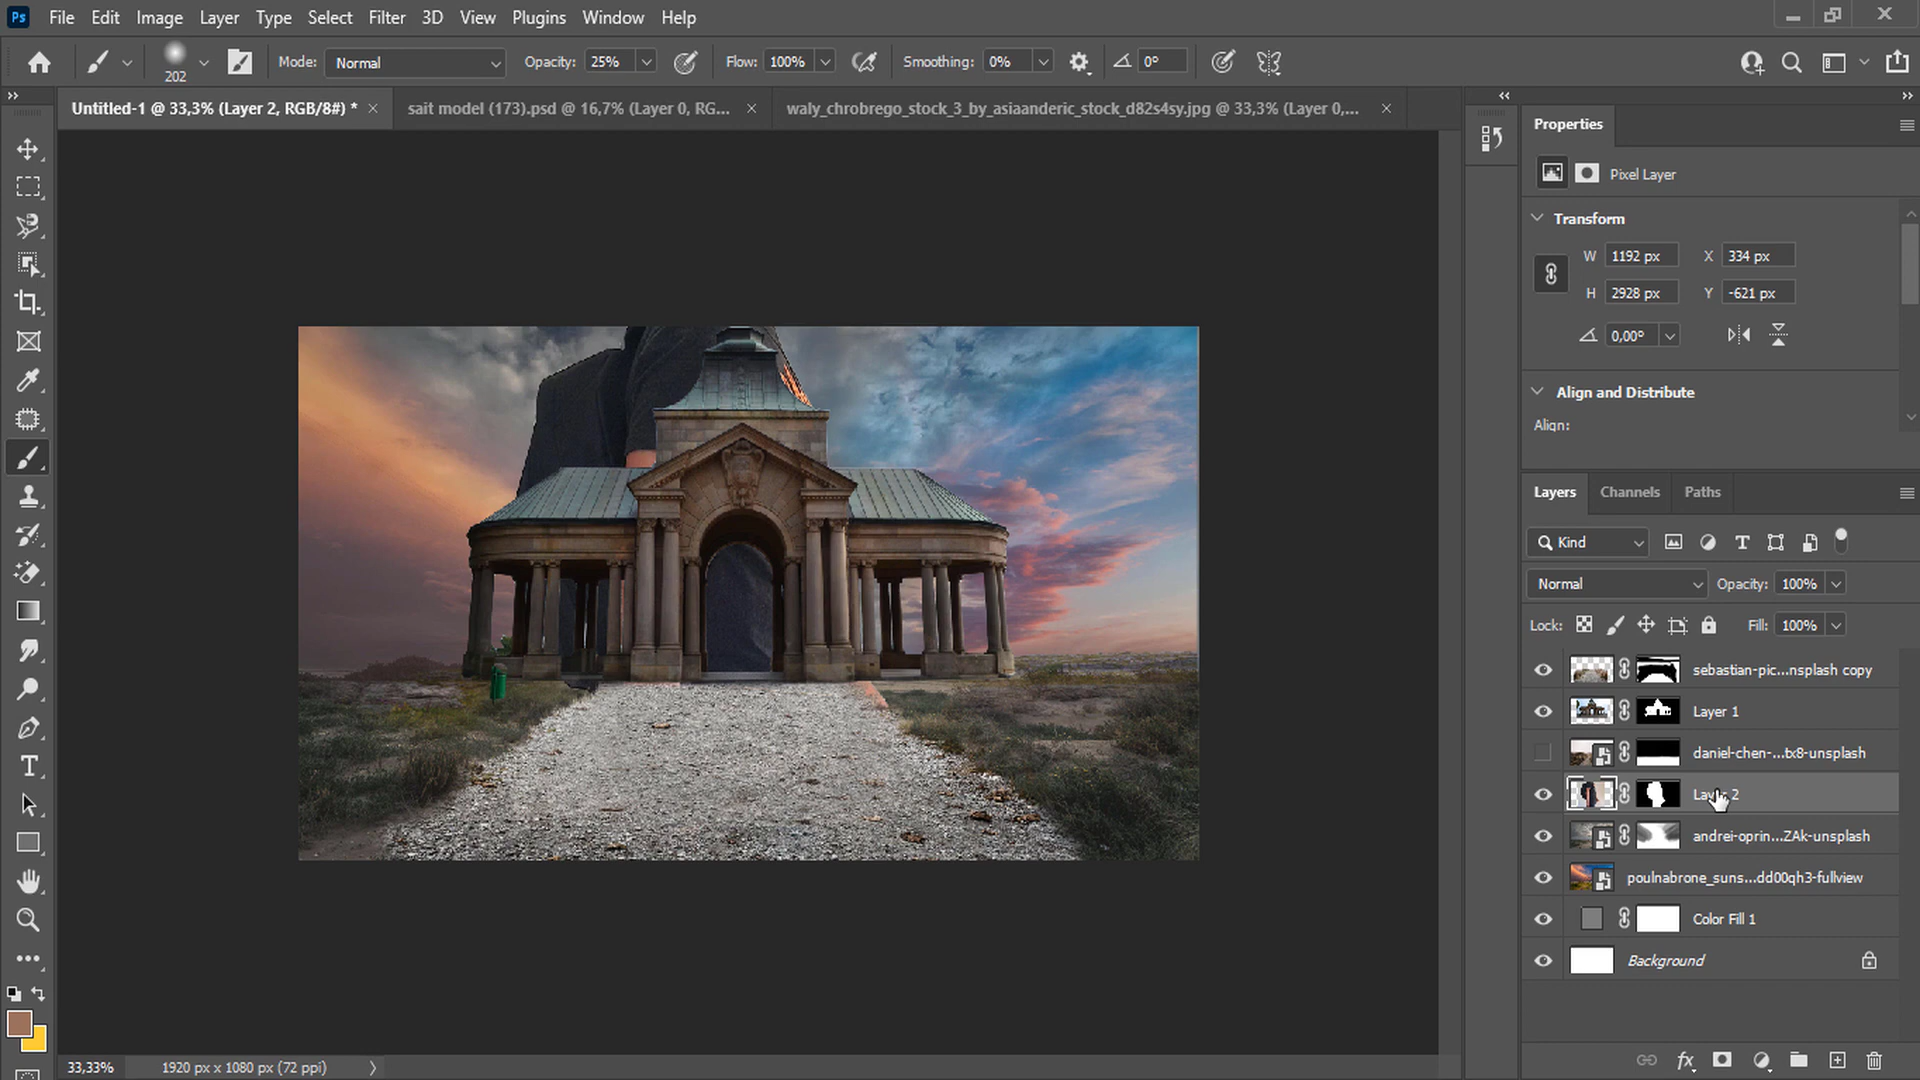 Ps File Edit Image Layer Type Select Filter 3D View Plugins Window Help
202 Mode: Normal Opacity: 25% Flow: 100% Smoothing: 0% 0°
Untitled-1 @ 33,3% (Layer 2, RGB/8#) * sait model (173).psd @ 16,7% (Layer 0, RG... waly_chrobrego_stock_3_by_asiaanderic_stock_d82s4sy.jpg @ 33,3% (Layer 0,...
Properties
Pixel Layer
Transform
W 1192 px X 334 px
H 2928 px Y -621 px
0,00°
Align and Distribute
Align:
Layers Channels Paths
Kind
Normal Opacity: 100%
Lock: Fill: 100%
sebastian-pic...nsplash copy
Layer 1
daniel-chen-...tx8-unsplash
Layer 2
andrei-oprin...ZAk-unsplash
poulnabrone_suns...dd00qh3-fullview
Color Fill 1
Background
fx
33,33% 1920 px x 1080 px (72 ppi)